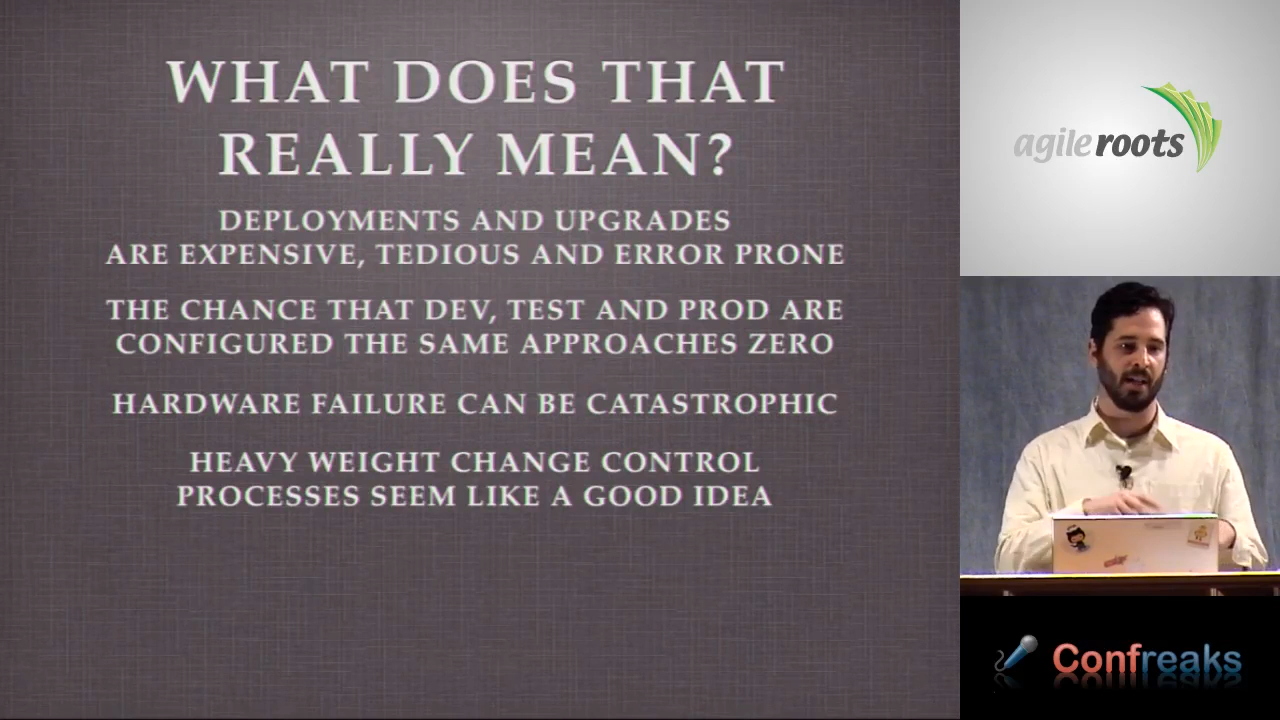 WHAT DOES THAT
REALLY MEAN?
DEPLOYMENTS AND UPGRADES
ARE EXPENSIVE, TEDIOUS AND ERROR PRONE
THE CHANCE THAT DEV, TEST AND PROD ARE
CONFIGURED THE SAME APPROACHES ZERO
HARDWARE FAILURE CAN BE CATASTROPHIC
HEAVY WEIGHT CHANGE CONTROL
PROCESSES SEEM LIKE A GOOD IDEA
agile roots
Confreaks